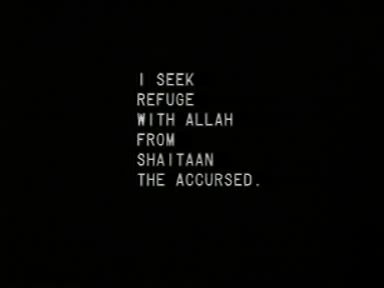 I SEEK
REFUGE
WITH ALLAH
FROM
SHAITAAN
THE ACCURSED.